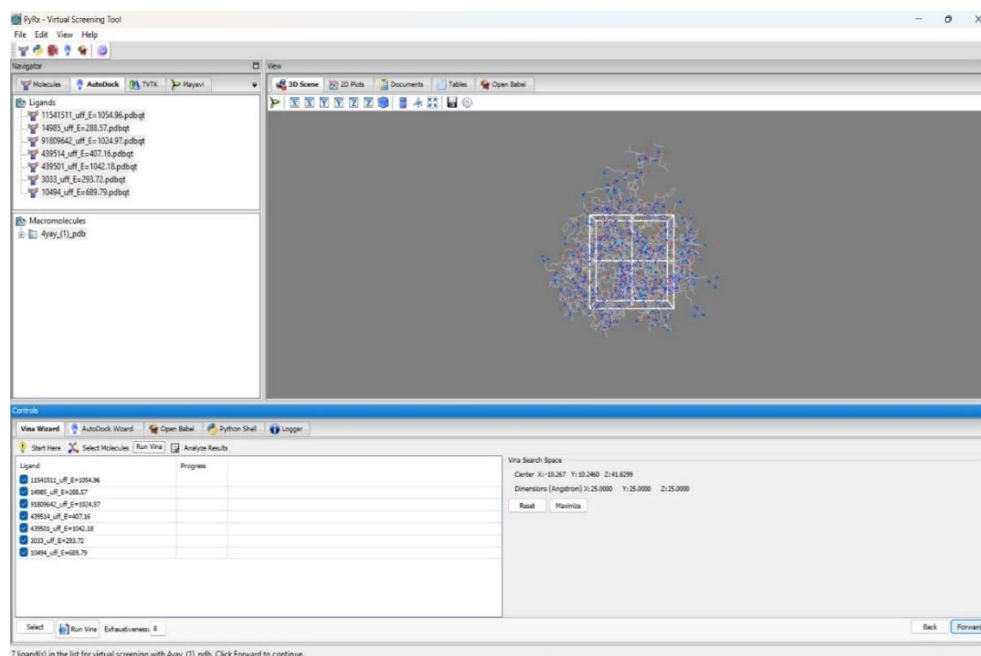 PyRx - Virtual Screening Tool
File Edit View Help
Navigator
View
Molecules AutoDock TVTK Mayavi
3D Scene 2D Plots Documents Tables Open Babel
Ligands
11541511_uff_E=1054.96.pdbqt
14985_uff_E=288.57.pdbqt
91809642_uff_E=1024.97.pdbqt
439514_uff_E=407.16.pdbqt
439501_uff_E=1042.18.pdbqt
3033_uff_E=293.72.pdbqt
10494_uff_E=689.79.pdbqt
Macromolecules
4yay_(1)_pdb
Controls
Vina Wizard AutoDock Wizard Open Babel Python Shell Logger
Start Here Select Molecules Run Vina Analyze Results
Ligand Progress
11541511_uff_E=1054.96
14985_uff_E=288.57
91809642_uff_E=1024.97
439514_uff_E=407.16
439501_uff_E=1042.18
3033_uff_E=293.72
10494_uff_E=689.79
Vina Search Space
Center X:-10.267 Y:10.2460 Z:41.8299
Dimensions (Angstrom) X:25.0000 Y:25.0000 Z:25.0000
Reset Maximize
Select Run Vina Exhaustiveness: 8
Back Forward
7 ligand(s) in the list for virtual screening with 4yay_(1)_pdb. Click Forward to continue.